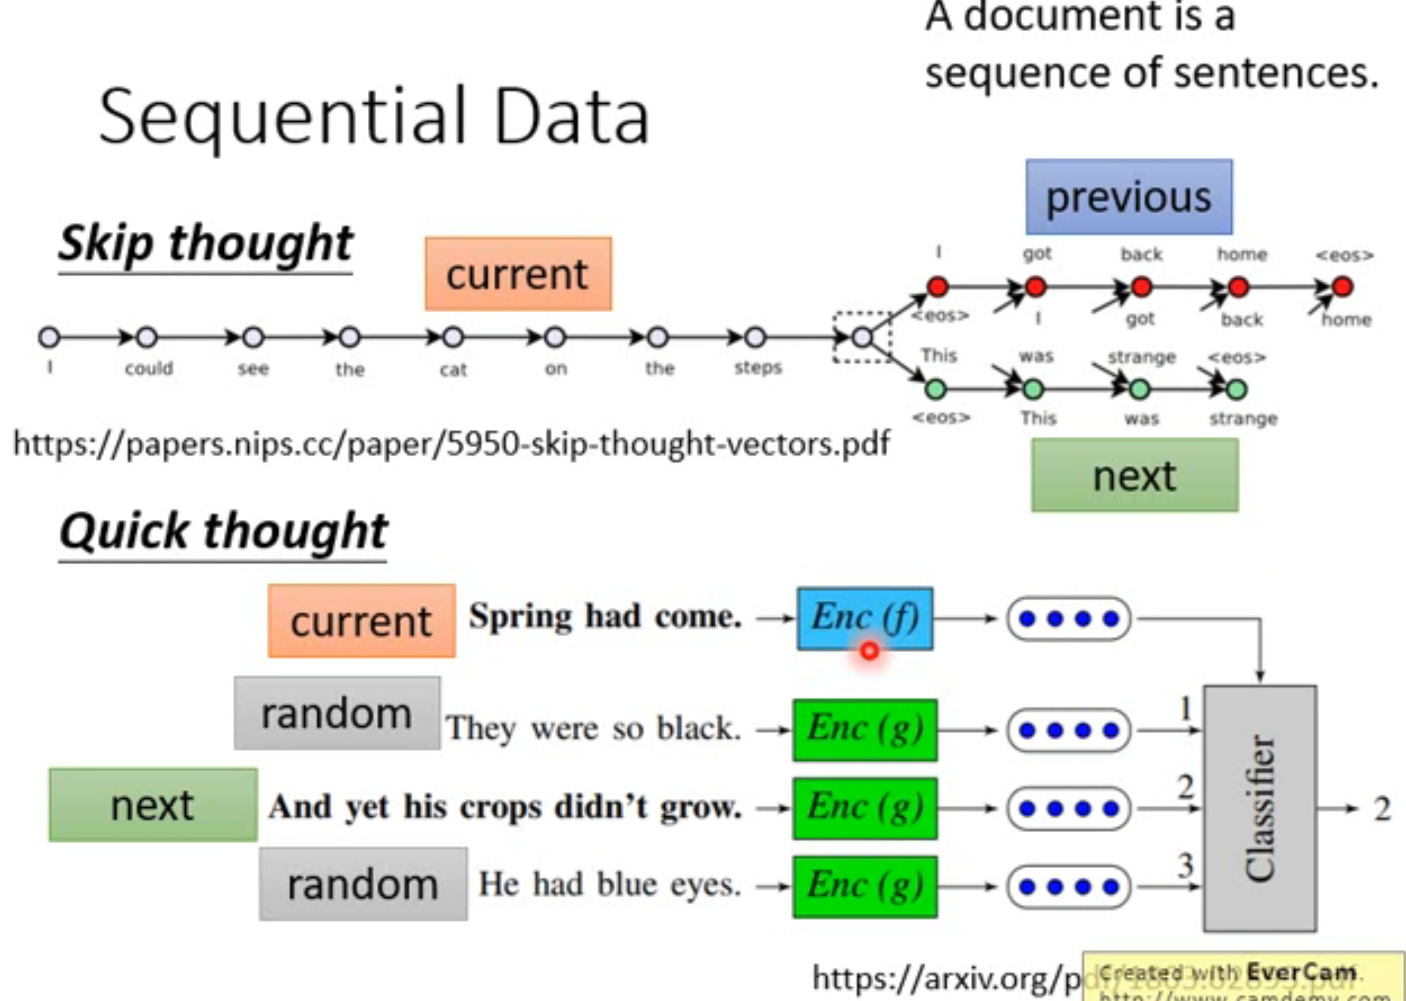 A document is a
sequence of sentences.
Sequential Data
previous
Skip thought
current
I got back home <eos>
<eos> I got back home
I could see the cat on the steps
This was strange <eos>
<eos> This was strange
https://papers.nips.cc/paper/5950-skip-thought-vectors.pdf
next
Quick thought
current Spring had come. Enc (f)
random They were so black. Enc (g) 1
next And yet his crops didn't grow. Enc (g) 2
random He had blue eyes. Enc (g) 3
Classifier
2
https://arxiv.org/pdf/1803.02893.pdf
Created with EverCam.
http://www.camdemy.com